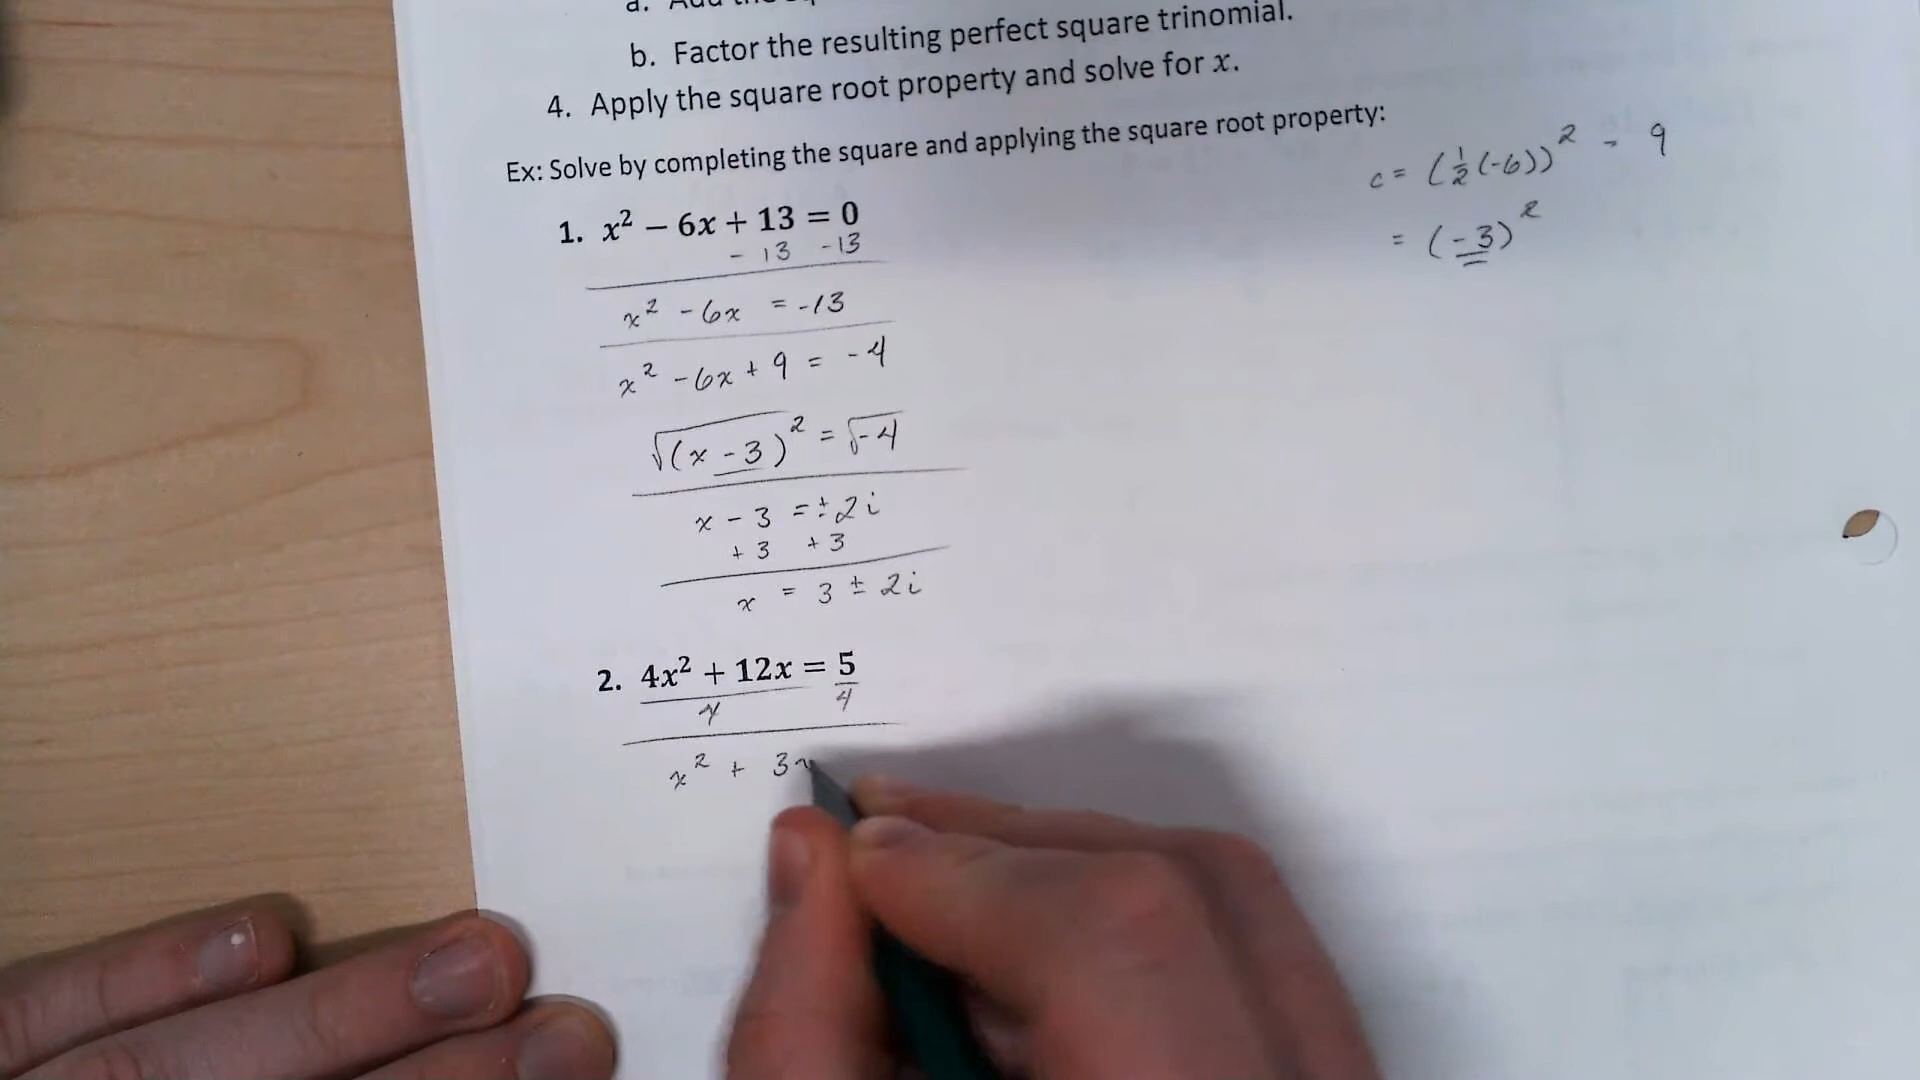 b. Factor the resulting perfect square trinomial.
4. Apply the square root property and solve for x.
Ex: Solve by completing the square and applying the square root property:
c = (½(-6))² = 9
= (-3)²
1. x² − 6x + 13 = 0
- 13 -13
x² - 6x = -13
x² - 6x + 9 = -4
√(x - 3)² = √-4
x - 3 = ±2i
+ 3 + 3
x = 3 ± 2i
2. 4x² + 12x = 5
4 4
x² + 3x